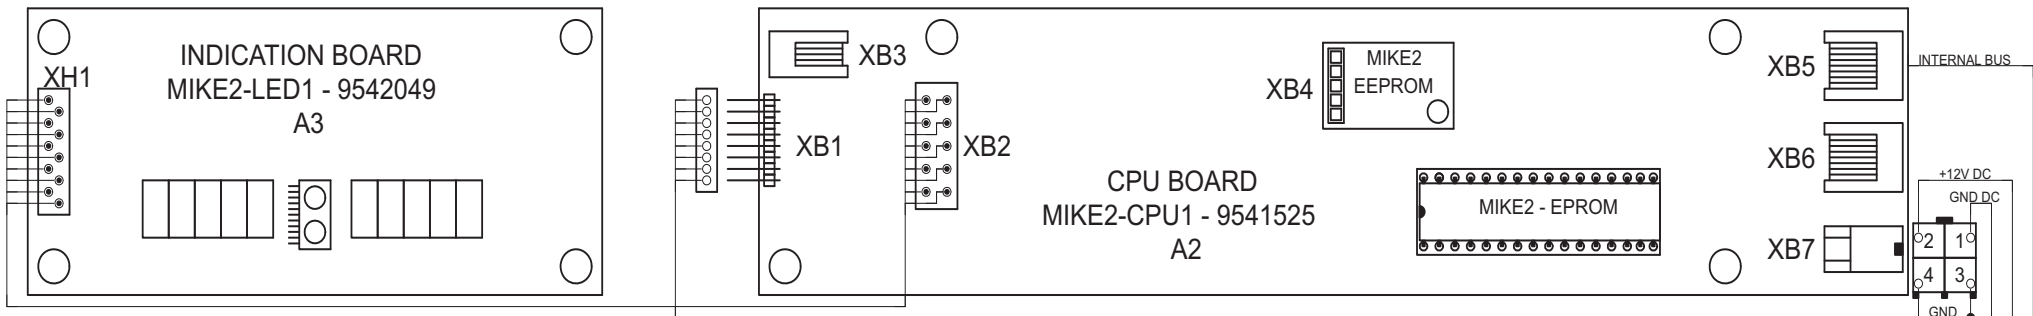 INDICATION BOARD
XH1
MIKE2-LED1 - 9542049
A3
XB3
XB1
XB2
MIKE2
EEPROM
XB4
CPU BOARD
MIKE2-CPU1 - 9541525
A2
MIKE2 - EPROM
XB5
INTERNAL BUS
XB6
+12V DC
GND DC
XB7
2 1
4 3
GND